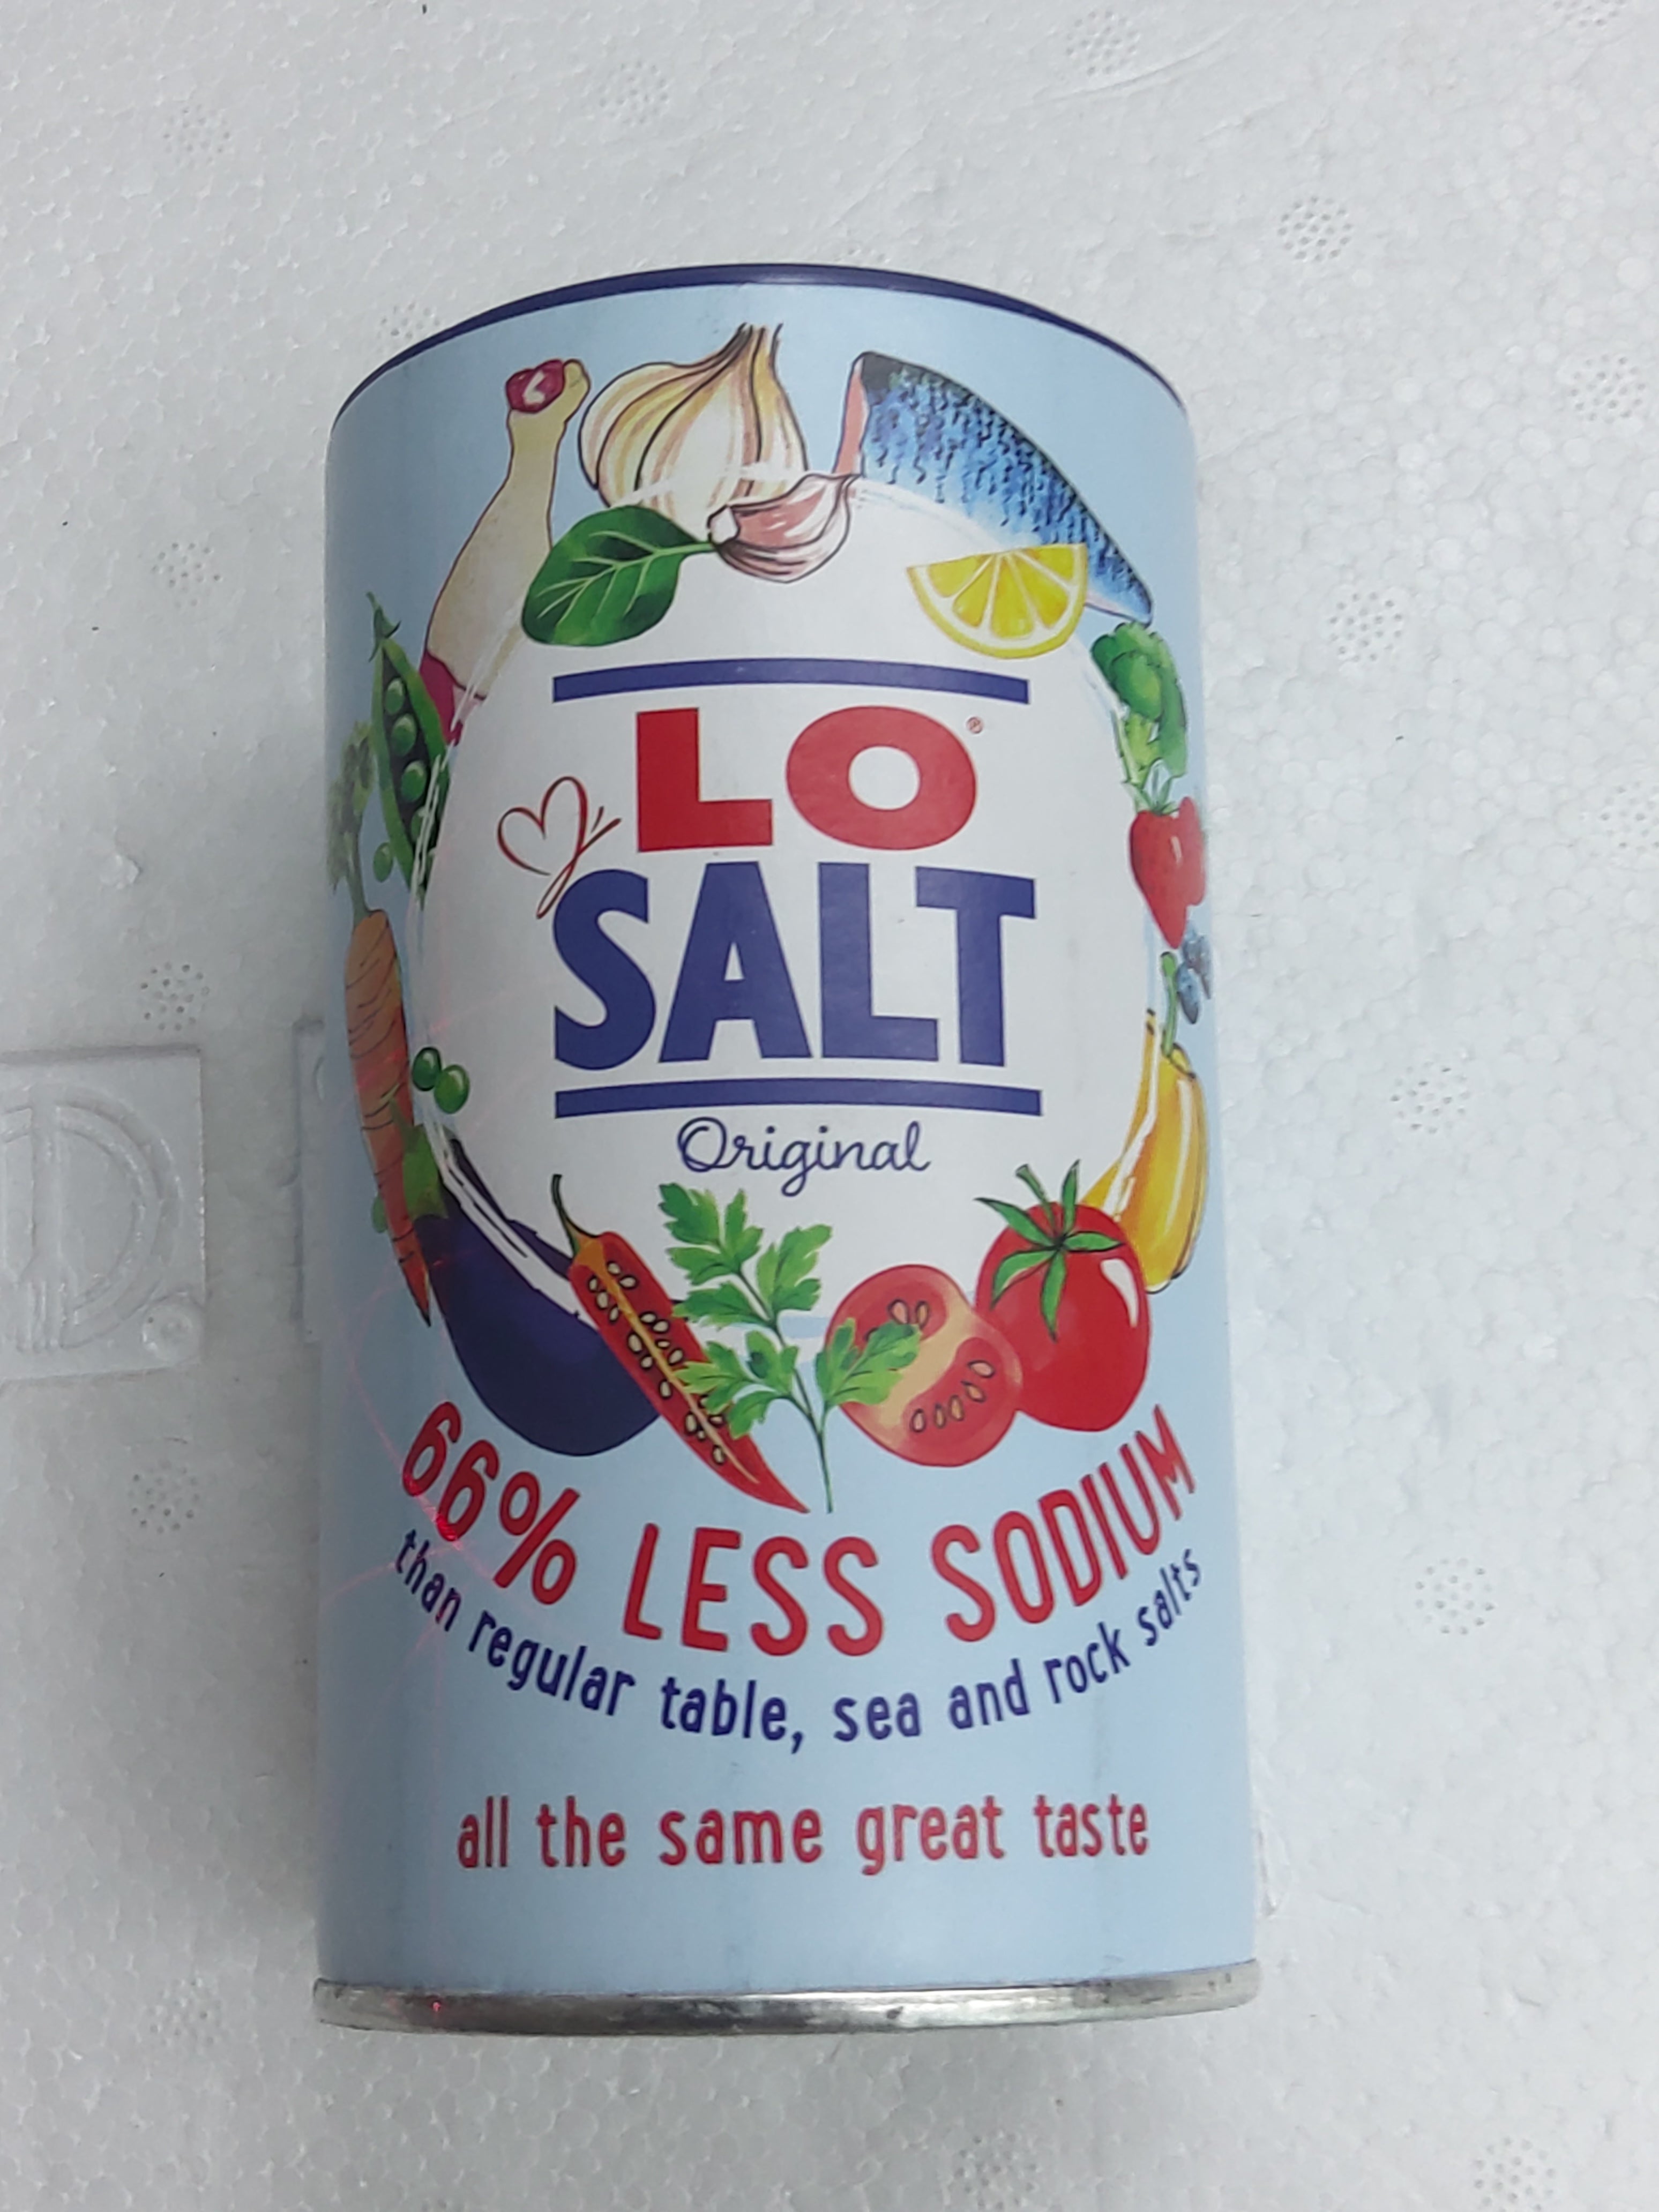 LO®
SALT
Original
66% LESS SODIUM
than regular table, sea and rock salts
all the same great taste